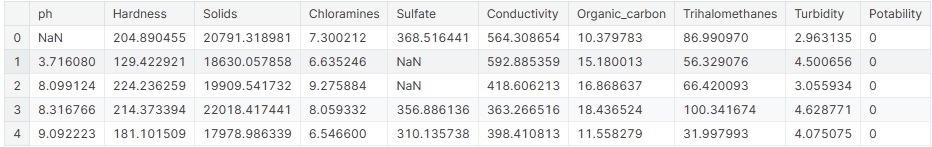 ph Hardness Solids Chloramines Sulfate Conductivity Organic_carbon Trihalomethanes Turbidity Potability
0 NaN 204.890455 20791.318981 7.300212 368.516441 564.308654 10.379783 86.990970 2.963135 0
1 3.716080 129.422921 18630.057858 6.635246 NaN 592.885359 15.180013 56.329076 4.500656 0
2 8.099124 224.236259 19909.541732 9.275884 NaN 418.606213 16.868637 66.420093 3.055934 0
3 8.316766 214.373394 22018.417441 8.059332 356.886136 363.266516 18.436524 100.341674 4.628771 0
4 9.092223 181.101509 17978.986339 6.546600 310.135738 398.410813 11.558279 31.997993 4.075075 0